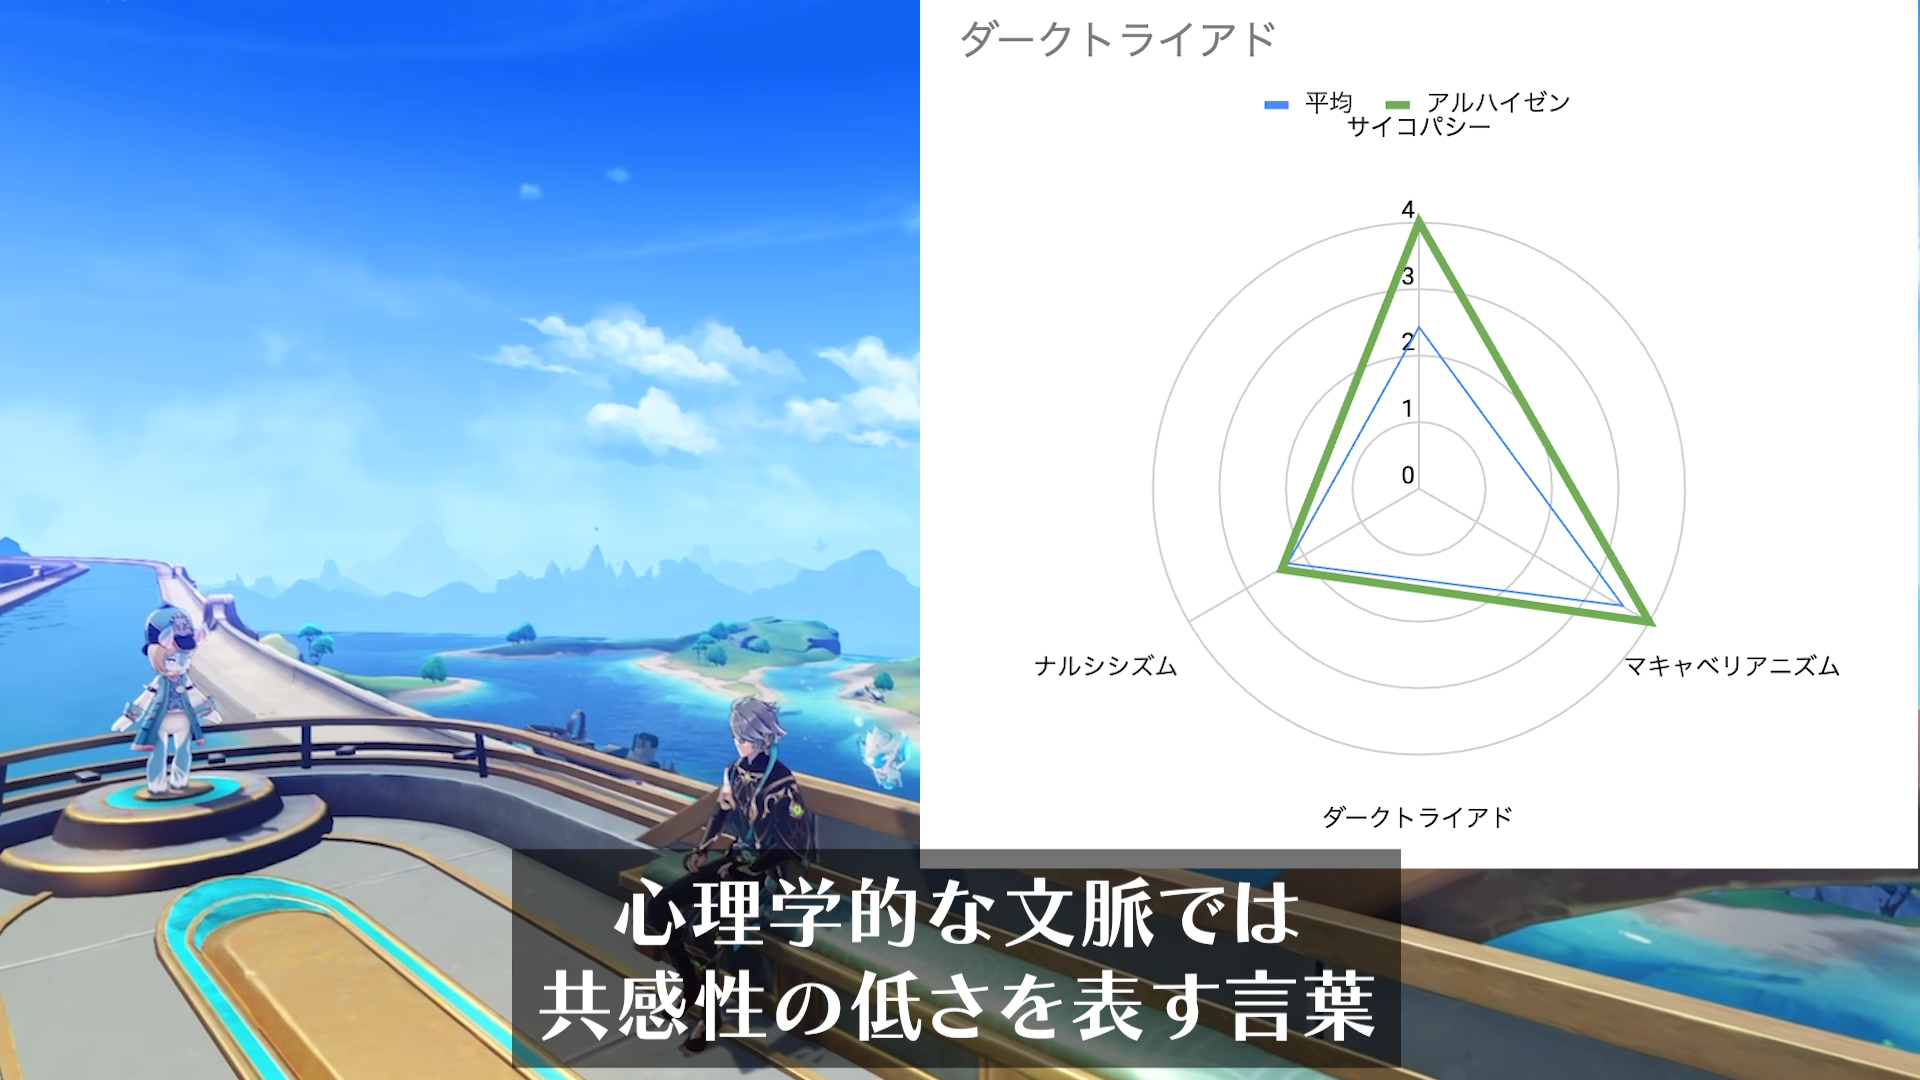 ダークトライアド
平均 アルハイゼン
サイコパシー
4
3
2
1
0
ナルシシズム
マキャベリアニズム
ダークトライアド
心理学的な文脈では
共感性の低さを表す言葉